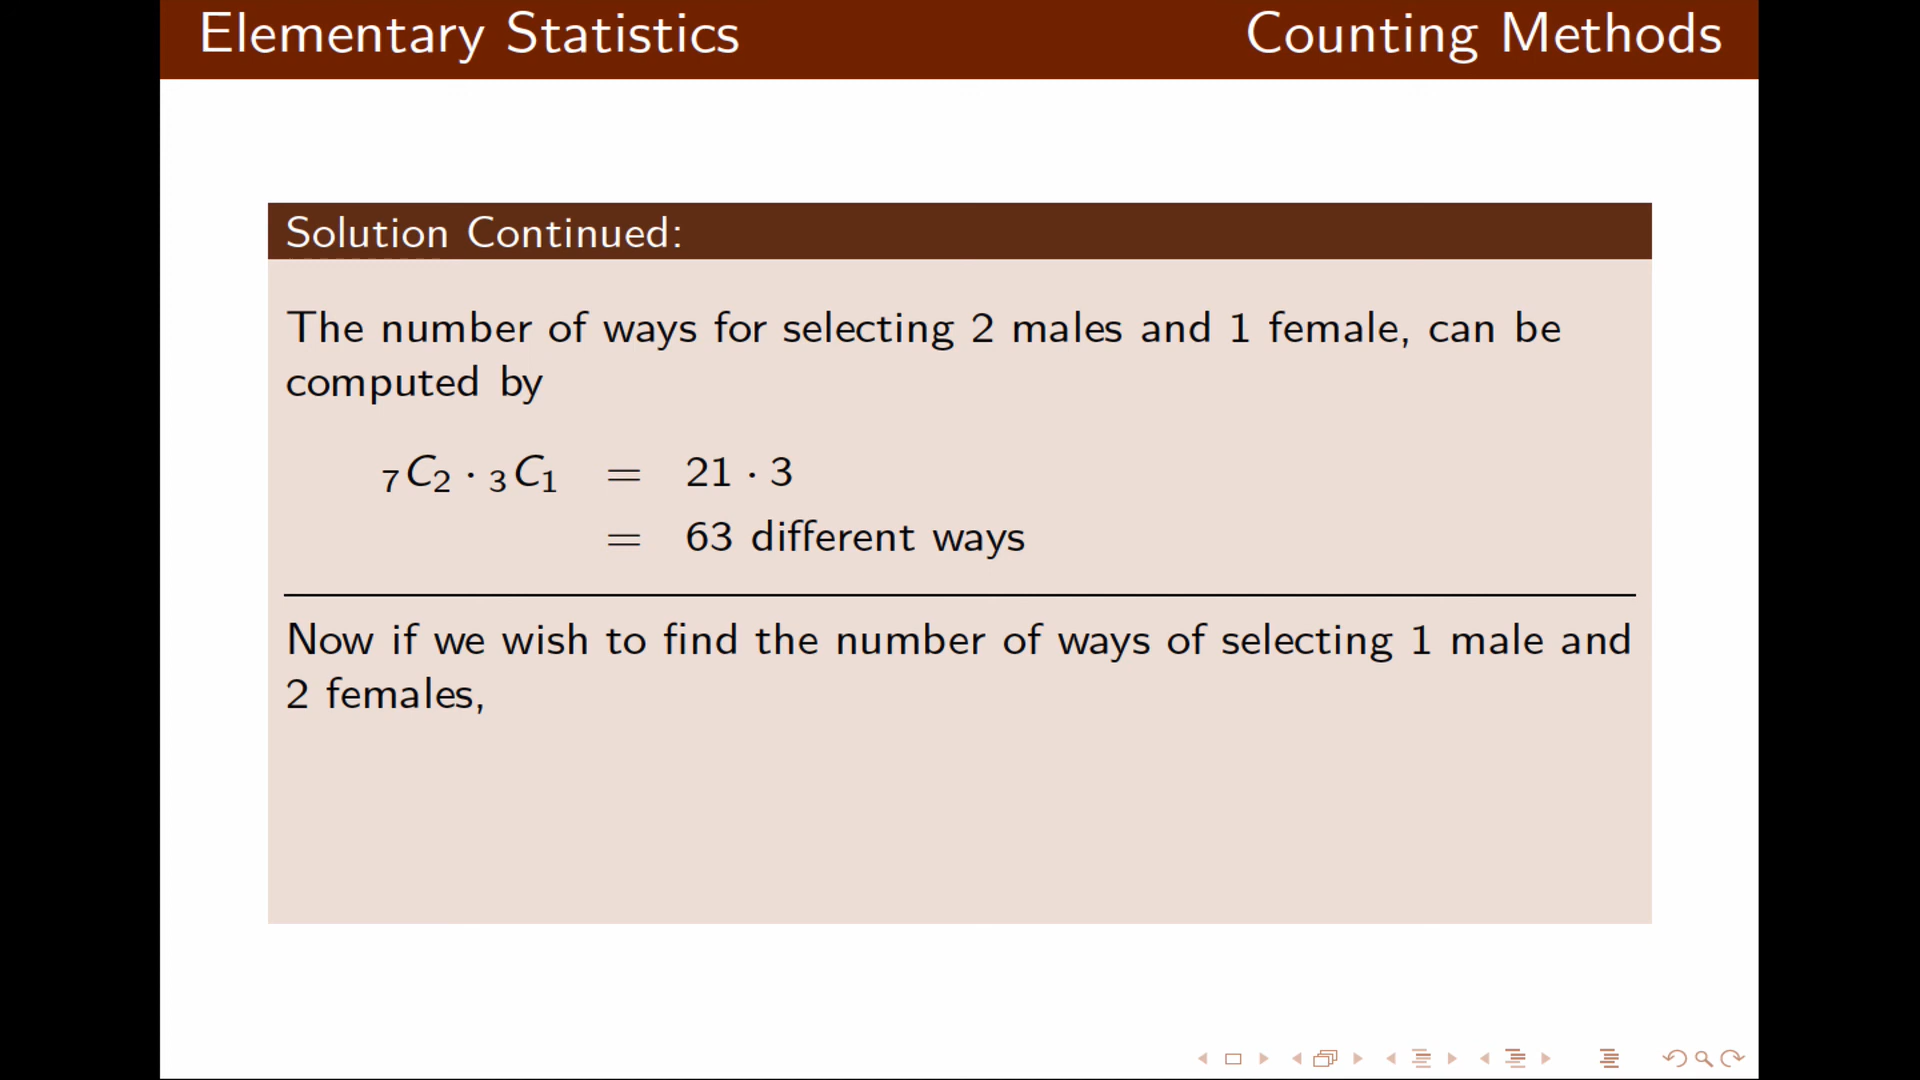 Elementary Statistics Counting Methods
Solution Continued:
The number of ways for selecting 2 males and 1 female, can be
computed by
₇C₂ · ₃C₁ = 21 · 3
= 63 different ways
Now if we wish to find the number of ways of selecting 1 male and
2 females,